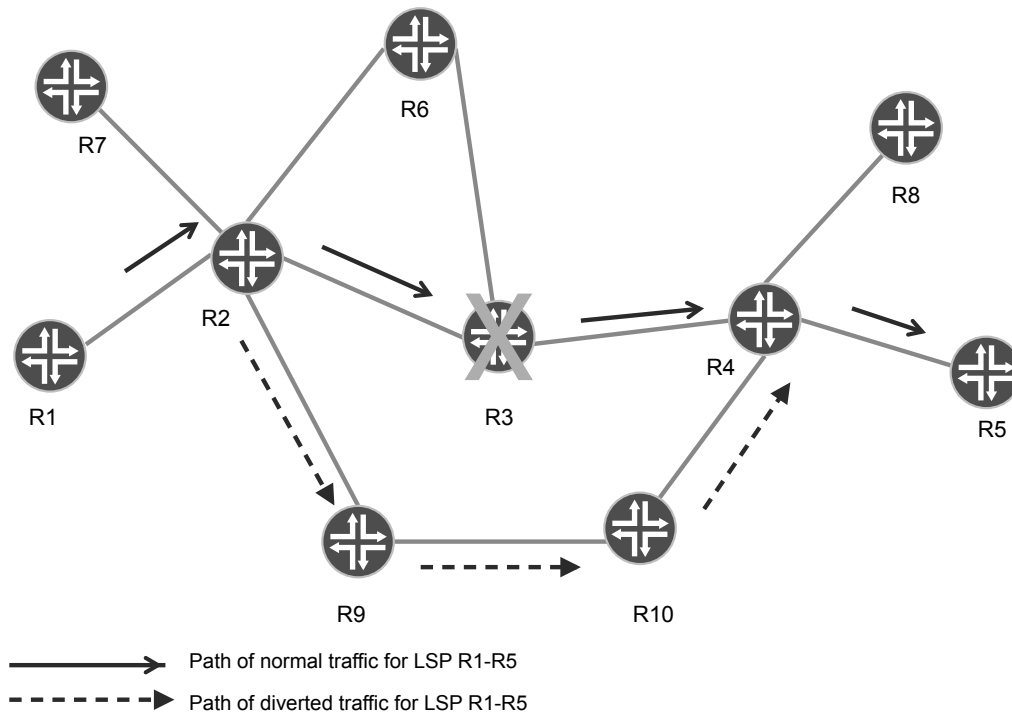 R6
R7
R8
R2
R4
R1
R3
R5
R9
R10
Path of normal traffic for LSP R1-R5
Path of diverted traffic for LSP R1-R5